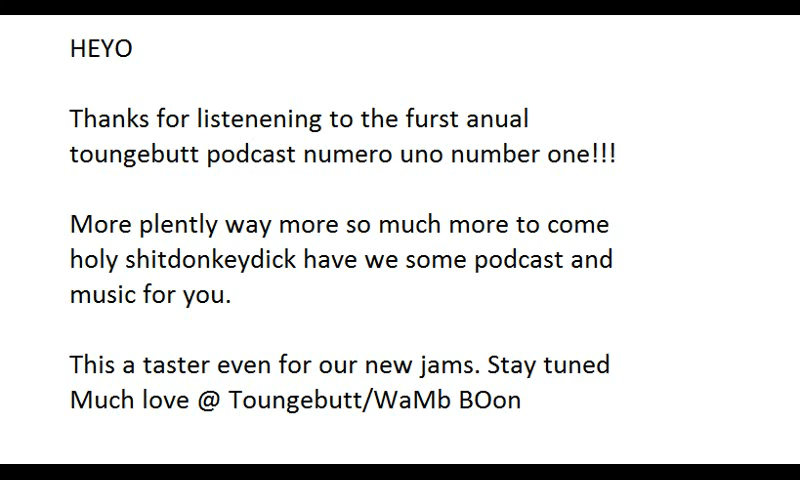 HEYO
Thanks for listenening to the furst anual
toungebutt podcast numero uno number one!!!
More plently way more so much more to come
holy shitdonkeydick have we some podcast and
music for you.
This a taster even for our new jams. Stay tuned
Much love @ Toungebutt/WaMb BOon